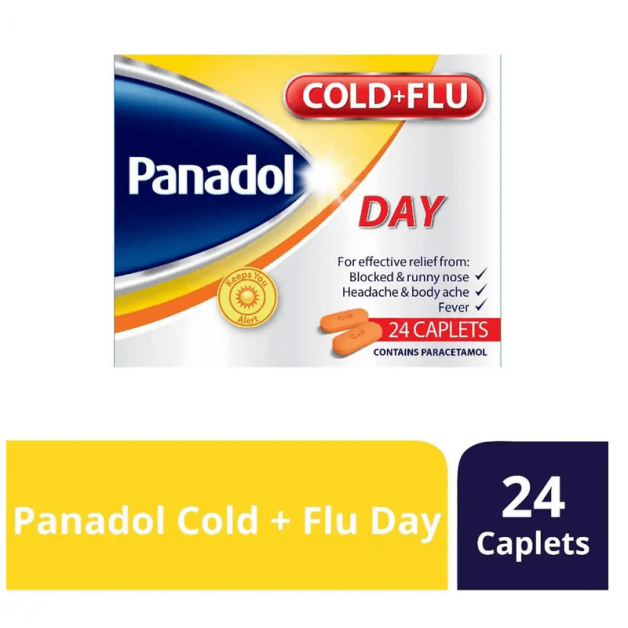 COLD+FLU
Panadol
DAY
For effective relief from:
Blocked & runny nose ✓
Headache & body ache ✓
Fever ✓
Keeps You
Alert
24 CAPLETS
CONTAINS PARACETAMOL
Panadol Cold + Flu Day
24
Caplets